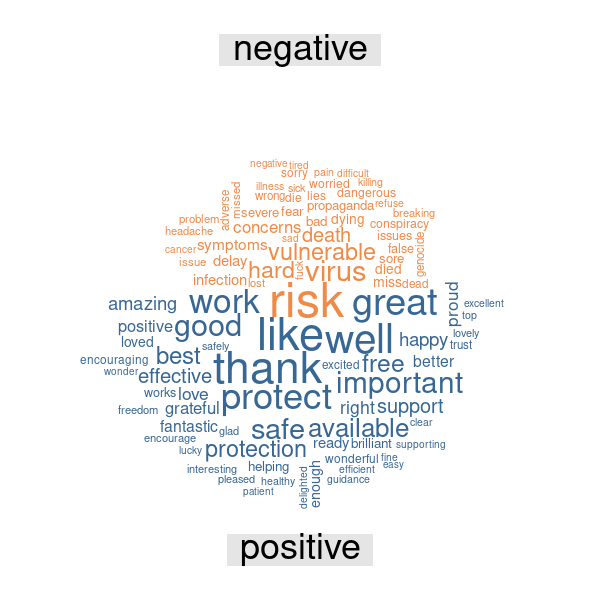 negative
negative tired
sorry pain difficult
illness sick worried killing
adverse missed wrong die lies dangerous
propaganda refuse
problem severe fear bad dying breaking
headache concerns death conspiracy
sad issues
cancer symptoms vulnerable false genocide
issue delay hard fuck virus sore
infection lost died
miss dead
amazing work risk great proud excellent
positive good like well top
loved safely happy lovely
trust
encouraging best thank excited free better
wonder effective important
works love protect
freedom grateful right support
fantastic glad safe available clear
encourage ready brilliant supporting
lucky protection wonderful fine
interesting helping enough efficient easy
pleased healthy delighted guidance
patient
positive